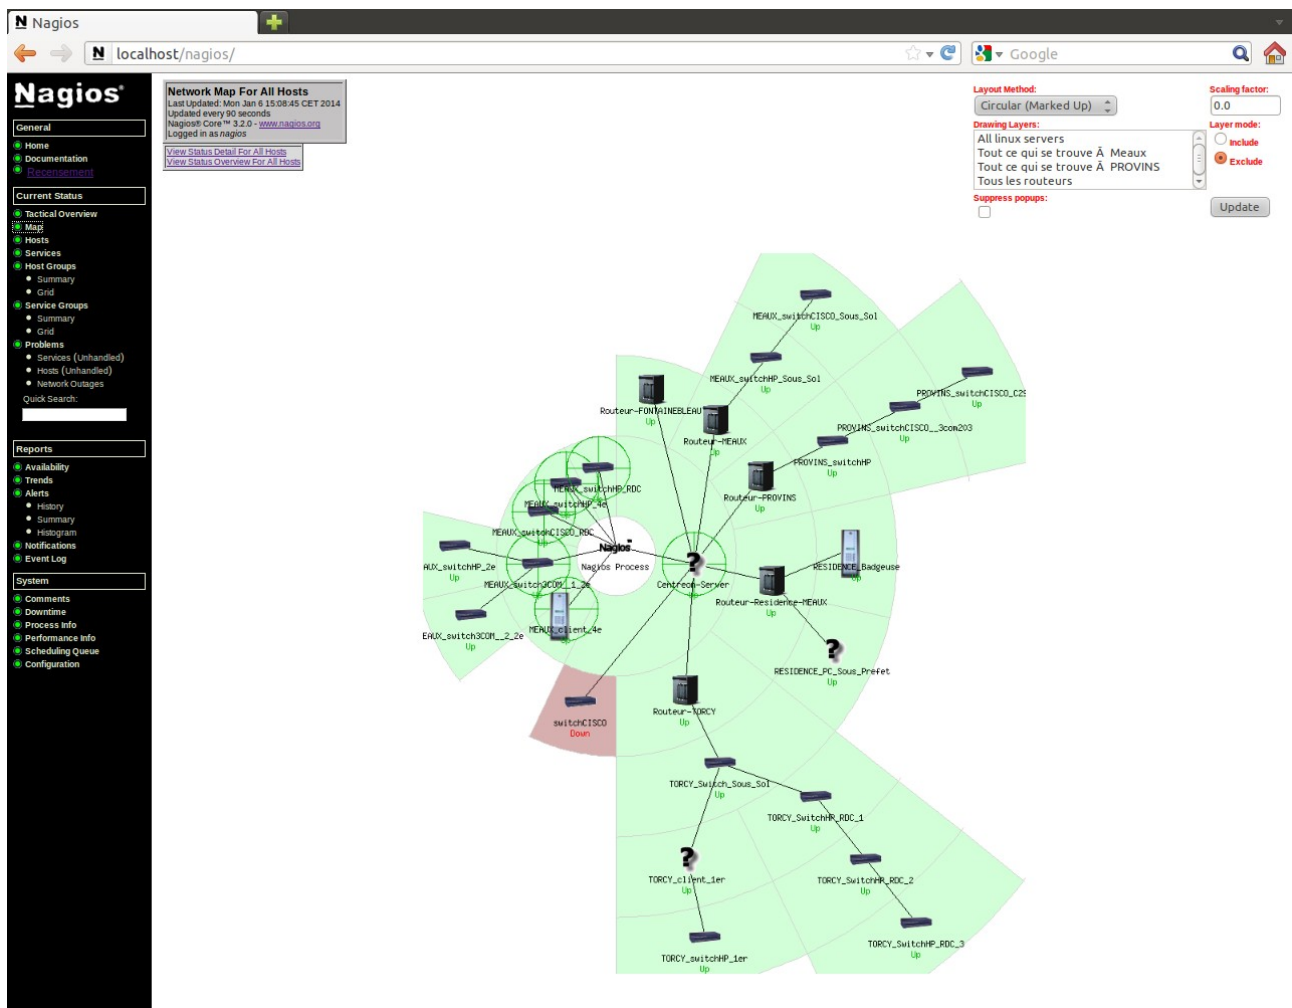 Nagios
localhost/nagios/
Google
Nagios®
General
Home
Documentation
Recensement
Current Status
Tactical Overview
Map
Hosts
Services
Host Groups
Summary
Grid
Service Groups
Summary
Grid
Problems
Services (Unhandled)
Hosts (Unhandled)
Network Outages
Quick Search:
Reports
Availability
Trends
Alerts
History
Summary
Histogram
Notifications
Event Log
System
Comments
Downtime
Process Info
Performance Info
Scheduling Queue
Configuration
Network Map For All Hosts
Last Updated: Mon Jan 6 15:08:45 CET 2014
Updated every 90 seconds
Nagios® Core™ 3.2.0 - www.nagios.org
Logged in as nagios
View Status Detail For All Hosts
View Status Overview For All Hosts
Layout Method:
Circular (Marked Up)
Scaling factor:
0.0
Drawing Layers:
All linux servers
Tout ce qui se trouve Ã Meaux
Tout ce qui se trouve Ã PROVINS
Tous les routeurs
Layer mode:
Include
Exclude
Suppress popups:
Update
MEAUX_switchCISCO_Sous_Sol
Up
MEAUX_switchHP_Sous_Sol
Up
PROVINS_switchCISCO_C29
Up
Routeur-FONTAINEBLEAU
Up
PROVINS_switchCISCO__3com203
Up
Routeur-MEAUX
Up
PROVINS_switchHP
Up
MEAUX_switchHP_RDC
Routeur-PROVINS
Up
MEAUX_switchHP_4e
MEAUX_switchCISCO_RDC
Nagios
Nagios Process
AUX_switchHP_2e
Up
RESIDENCE_Badgeuse
Up
MEAUX_switch3COM__1_2e
Up
Centreon-Server
Up
Routeur-Residence-MEAUX
Up
MEAUX_client_4e
Up
EAUX_switch3COM__2_2e
Up
RESIDENCE_PC_Sous_Prefet
Up
Routeur-TORCY
Up
switchCISCO
Down
TORCY_Switch_Sous_Sol
Up
TORCY_SwitchHP_RDC_1
Up
TORCY_client_1er
Up
TORCY_SwitchHP_RDC_2
Up
TORCY_SwitchHP_RDC_3
Up
TORCY_switchHP_1er
Up